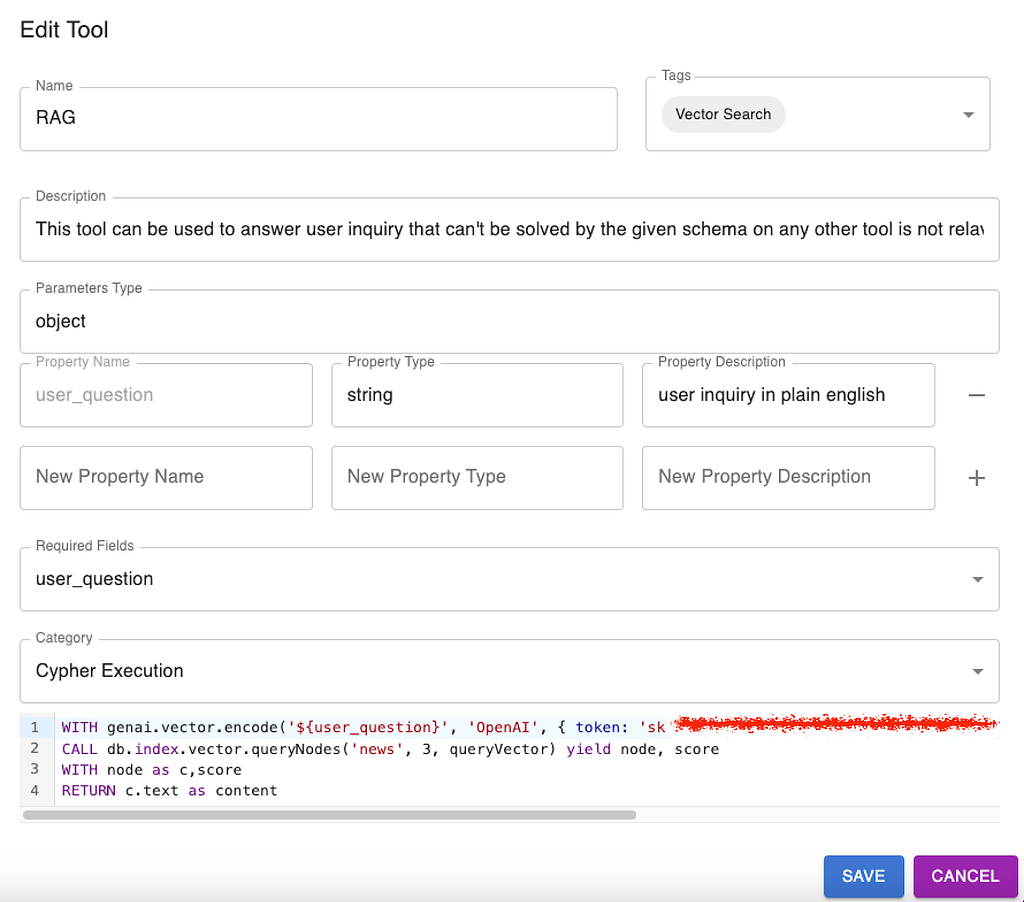 Edit Tool
Name
RAG
Tags
Vector Search
Description
This tool can be used to answer user inquiry that can't be solved by the given schema on any other tool is not
Parameters Type
object
Property Name
user_question
Property Type
string
Property Description
user inquiry in plain english
New Property Name
New Property Type
New Property Description
Required Fields
user_question
Category
Cypher Execution
1 WITH genai.vector.encode('${user_question}', 'OpenAI', { token: 'sk
2 CALL db.index.vector.queryNodes('news', 3, queryVector) yield node, score
3 WITH node as c,score
4 RETURN c.text as content
SAVE
CANCEL